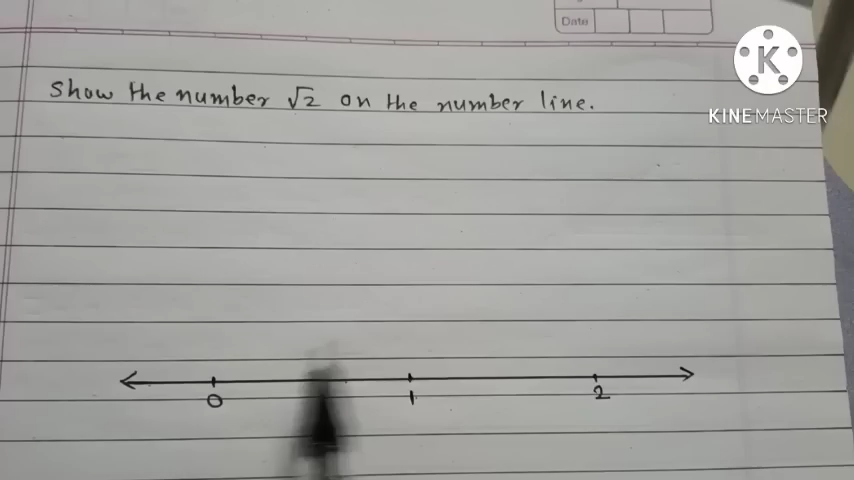 Date
K
KINEMASTER
Show the number √2 on the number line.
0 1 2